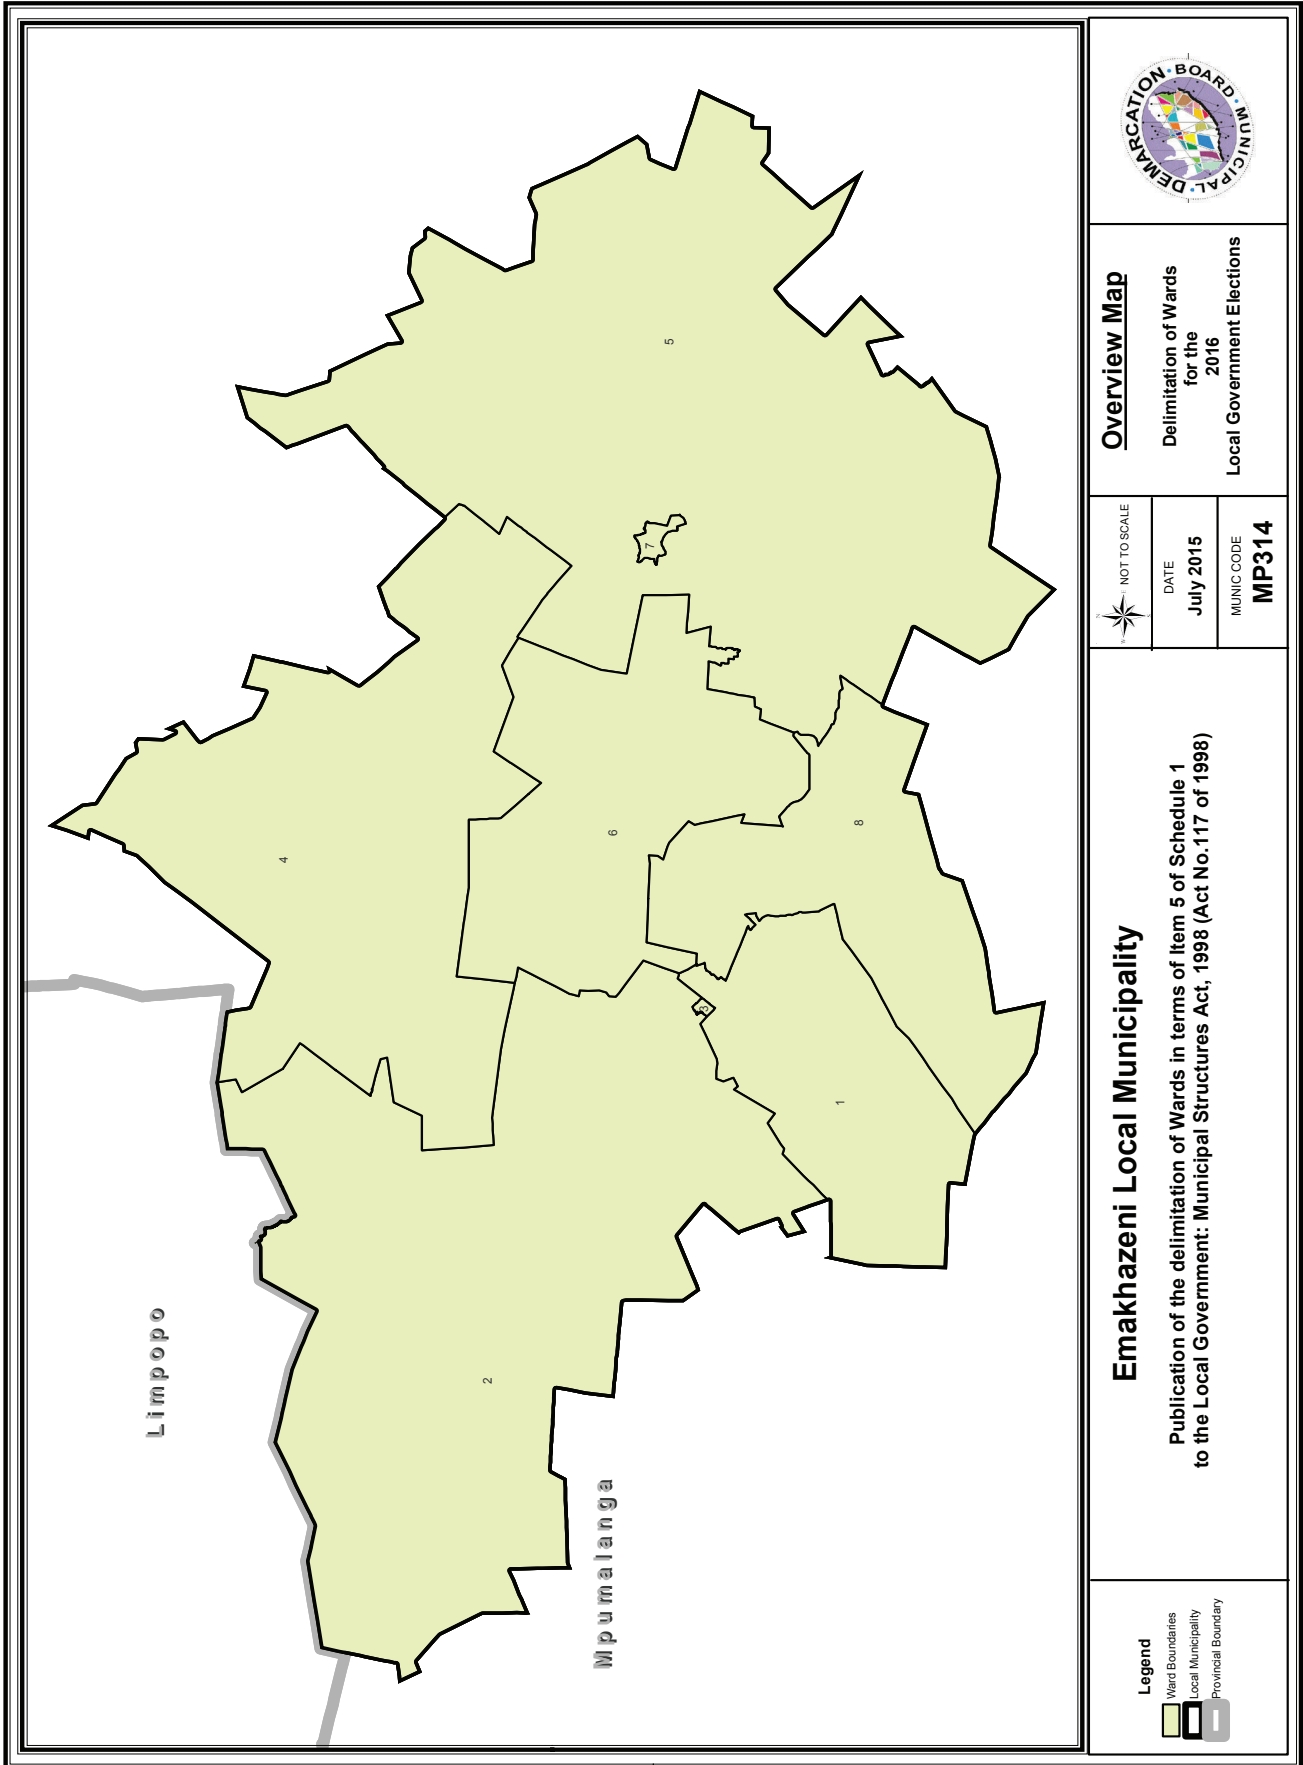 Limpopo
Mpumalanga
4
5
7
6
2
3
8
1
Legend
Ward Boundaries
Local Municipality
Provincial Boundary
Emakhazeni Local Municipality
Publication of the delimitation of Wards in terms of Item 5 of Schedule 1
to the Local Government: Municipal Structures Act, 1998 (Act No.117 of 1998)
N
W E
S
NOT TO SCALE
DATE
July 2015
MUNIC CODE
MP314
Overview Map
Delimitation of Wards
for the
2016
Local Government Elections
MUNICIPAL · DEMARCATION · BOARD ·